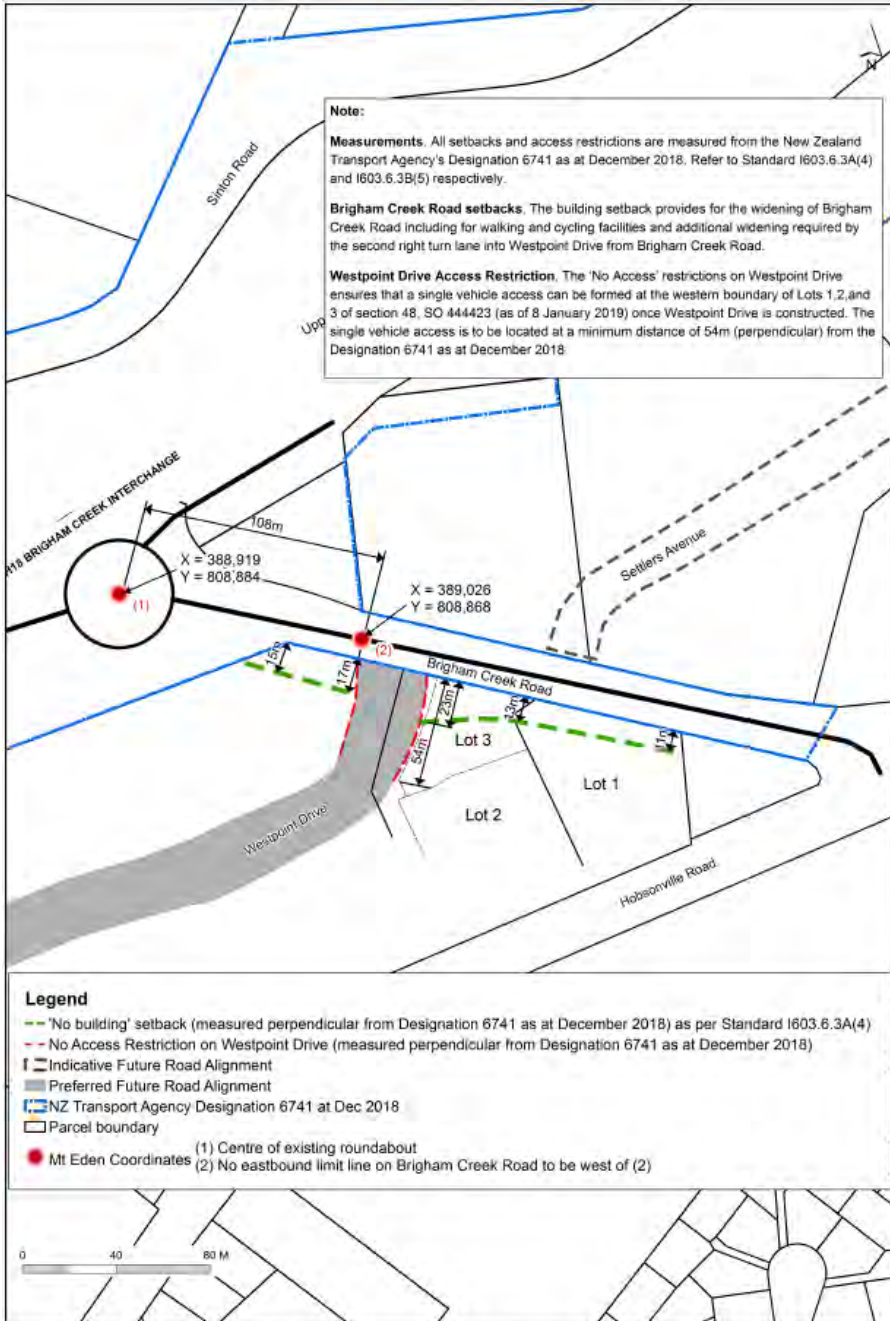 N
Sinton Road
Note:
Measurements. All setbacks and access restrictions are measured from the New Zealand
Transport Agency's Designation 6741 as at December 2018. Refer to Standard I603.6.3A(4)
and I603.6.3B(5) respectively.
Brigham Creek Road setbacks. The building setback provides for the widening of Brigham
Creek Road including for walking and cycling facilities and additional widening required by
the second right turn lane into Westpoint Drive from Brigham Creek Road.
Westpoint Drive Access Restriction. The 'No Access' restrictions on Westpoint Drive
ensures that a single vehicle access can be formed at the western boundary of Lots 1,2,and
3 of section 48, SO 444423 (as of 8 January 2019) once Westpoint Drive is constructed. The
single vehicle access is to be located at a minimum distance of 54m (perpendicular) from the
Designation 6741 as at December 2018
Upp
H18 BRIGHAM CREEK INTERCHANGE
108m
X = 388,919
Y = 808,884
(1)
X = 389,026
Y = 808,868
(2)
Settlers Avenue
Brigham Creek Road
15m
17m
23m
13m
11m
54m
Lot 3
Lot 1
Lot 2
Westpoint Drive
Hobsonville Road
Legend
'No building' setback (measured perpendicular from Designation 6741 as at December 2018) as per Standard I603.6.3A(4)
No Access Restriction on Westpoint Drive (measured perpendicular from Designation 6741 as at December 2018)
Indicative Future Road Alignment
Preferred Future Road Alignment
NZ Transport Agency Designation 6741 at Dec 2018
Parcel boundary
Mt Eden Coordinates (1) Centre of existing roundabout
(2) No eastbound limit line on Brigham Creek Road to be west of (2)
0 40 80 M